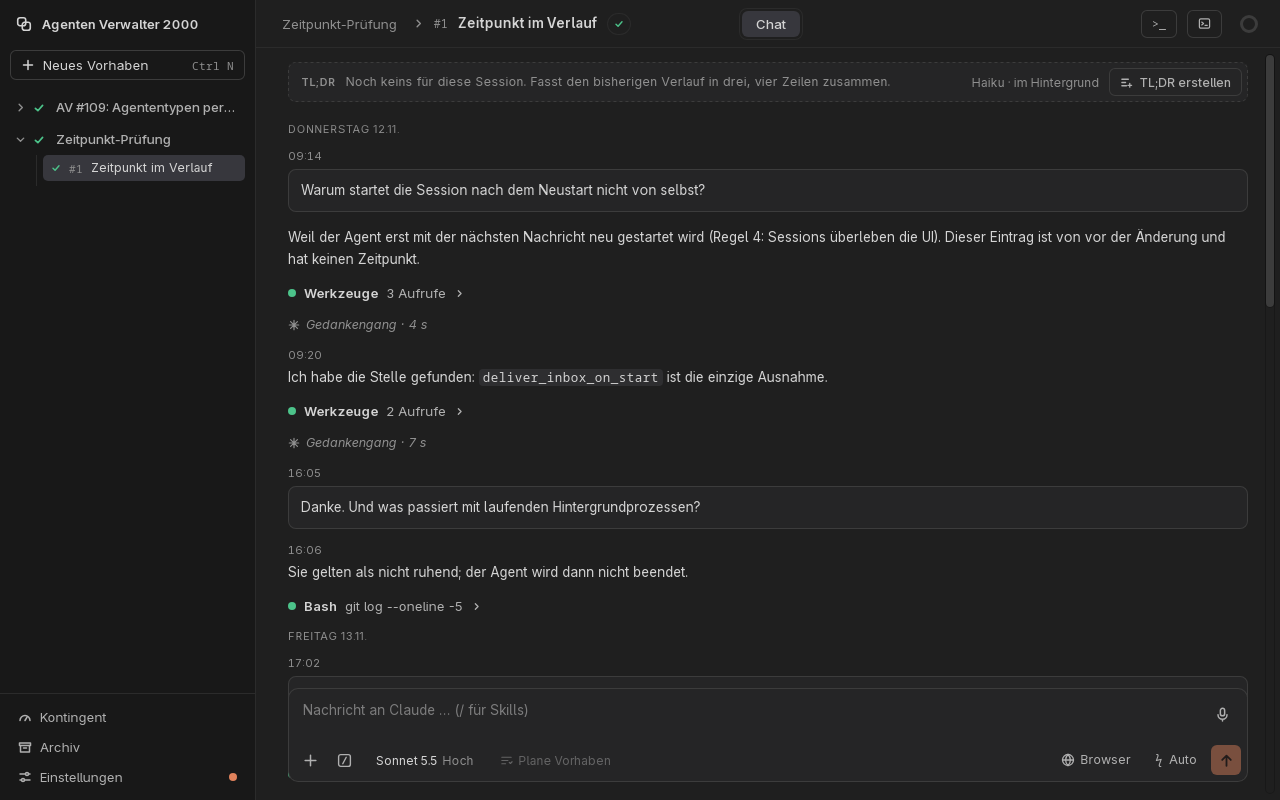 Agenten Verwalter 2000
Neues Vorhaben Ctrl N
AV #109: Agententypen per…
Zeitpunkt-Prüfung
#1 Zeitpunkt im Verlauf
Kontingent
Archiv
Einstellungen
Zeitpunkt-Prüfung #1 Zeitpunkt im Verlauf
Chat
>_
TL;DR Noch keins für diese Session. Fasst den bisherigen Verlauf in drei, vier Zeilen zusammen. Haiku · im Hintergrund TL;DR erstellen
DONNERSTAG 12.11.
09:14
Warum startet die Session nach dem Neustart nicht von selbst?
Weil der Agent erst mit der nächsten Nachricht neu gestartet wird (Regel 4: Sessions überleben die UI). Dieser Eintrag ist von vor der Änderung und
hat keinen Zeitpunkt.
Werkzeuge 3 Aufrufe
Gedankengang · 4 s
09:20
Ich habe die Stelle gefunden: deliver_inbox_on_start ist die einzige Ausnahme.
Werkzeuge 2 Aufrufe
Gedankengang · 7 s
16:05
Danke. Und was passiert mit laufenden Hintergrundprozessen?
16:06
Sie gelten als nicht ruhend; der Agent wird dann nicht beendet.
Bash git log --oneline -5
FREITAG 13.11.
17:02
Nachricht an Claude … (/ für Skills)
Sonnet 5.5 Hoch Plane Vorhaben Browser Auto